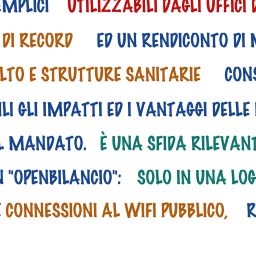 EMPLICI UTILIZZABILI DAGLI UFFICI D
DI RECORD ED UN RENDICONTO DI M
LTO E STRUTTURE SANITARIE CONS
ILI GLI IMPATTI ED I VANTAGGI DELLE
L MANDATO. È UNA SFIDA RILEVANT
N "OPENBILANCIO": SOLO IN UNA LOG
E CONNESSIONI AL WIFI PUBBLICO, R